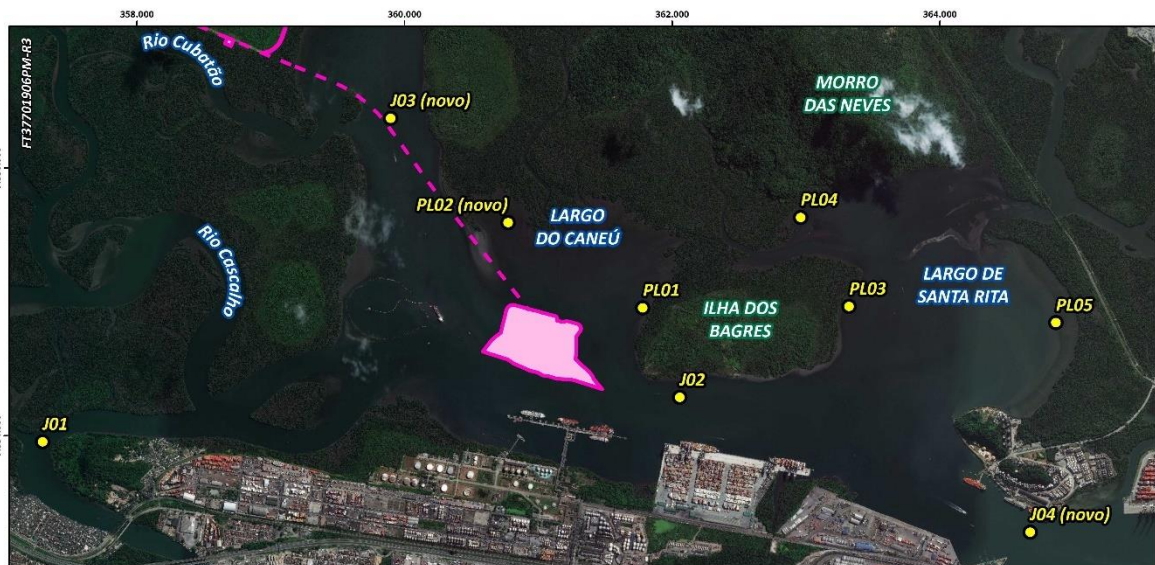 358.000
360.000
362.000
364.000
FT37701906PM-R3
Rio Cubatão
MORRO
DAS NEVES
J03 (novo)
PL02 (novo)
LARGO
DO CANEÚ
PL04
Rio Cascalho
PL01
ILHA DOS
BAGRES
PL03
LARGO DE
SANTA RITA
PL05
J02
J01
J04 (novo)